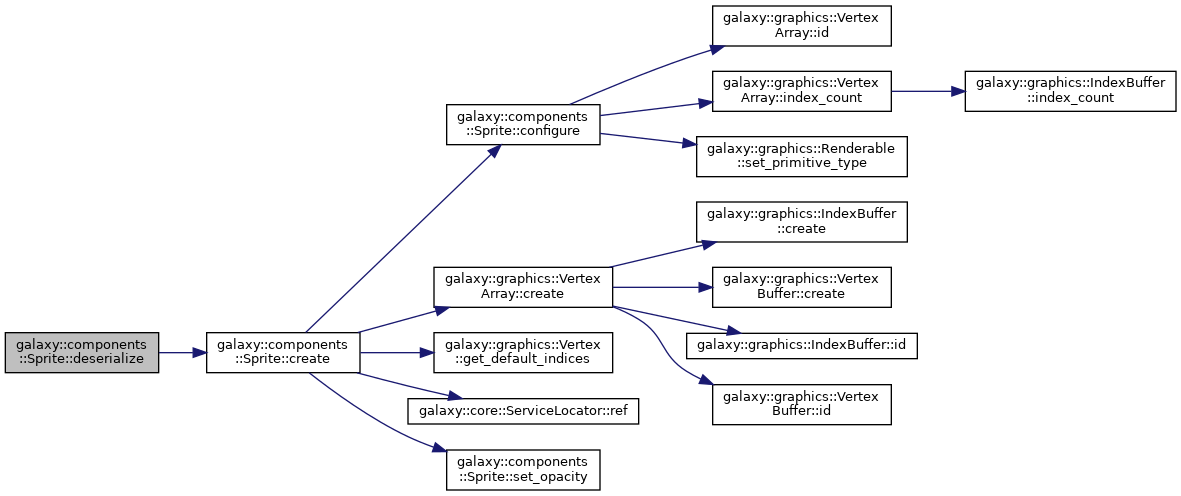 galaxy::graphics::Vertex
Array::id
galaxy::graphics::Vertex
Array::index_count
galaxy::graphics::IndexBuffer
::index_count
galaxy::components
::Sprite::configure
galaxy::graphics::Renderable
::set_primitive_type
galaxy::graphics::IndexBuffer
::create
galaxy::graphics::Vertex
Array::create
galaxy::graphics::Vertex
Buffer::create
galaxy::components
::Sprite::deserialize
galaxy::components
::Sprite::create
galaxy::graphics::Vertex
::get_default_indices
galaxy::graphics::IndexBuffer::id
galaxy::graphics::Vertex
Buffer::id
galaxy::core::ServiceLocator::ref
galaxy::components
::Sprite::set_opacity